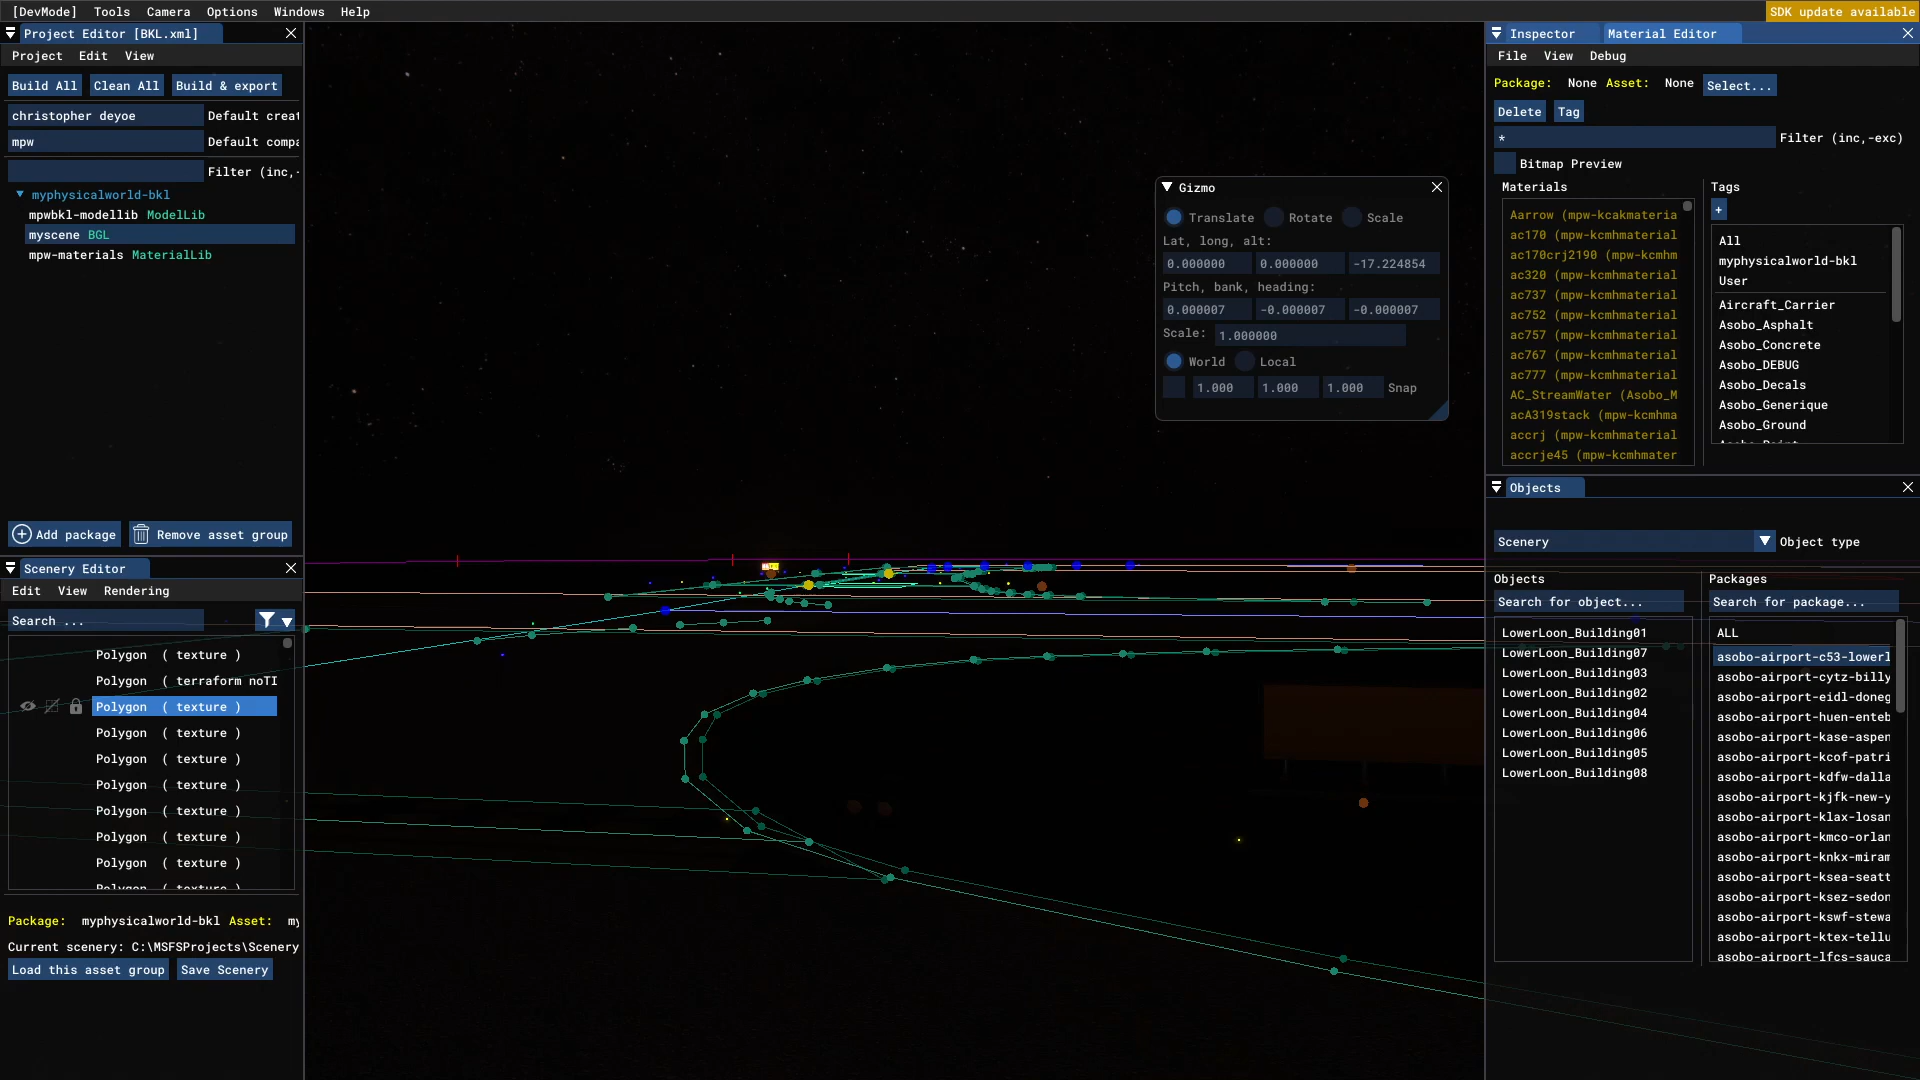 [DevMode] Tools Camera Options Windows Help
SDK update available
Project Editor [BKL.xml]
Project Edit View
Build All Clean All Build & export
christopher deyoe Default creat
mpw Default compa
Filter (inc,-
myphysicalworld-bkl
mpwbkl-modellib ModelLib
myscene BGL
mpw-materials MaterialLib
Add package Remove asset group
Scenery Editor
Edit View Rendering
Search ...
Polygon ( texture )
Polygon ( terraform noTI
Polygon ( texture )
Polygon ( texture )
Polygon ( texture )
Polygon ( texture )
Polygon ( texture )
Polygon ( texture )
Polygon ( texture )
Polygon ( texture )
Package: myphysicalworld-bkl Asset: my
Current scenery: C:\MSFSProjects\Scenery
Load this asset group Save Scenery
Gizmo
Translate Rotate Scale
Lat, long, alt:
0.000000 0.000000 -17.224854
Pitch, bank, heading:
0.000007 -0.000007 -0.000007
Scale: 1.000000
World Local
1.000 1.000 1.000 Snap
Inspector Material Editor
File View Debug
Package: None Asset: None Select...
Delete Tag
* Filter (inc,-exc)
Bitmap Preview
Materials
Aarrow (mpw-kcakmateria
ac170 (mpw-kcmhmaterial
ac170crj2190 (mpw-kcmhm
ac320 (mpw-kcmhmaterial
ac737 (mpw-kcmhmaterial
ac752 (mpw-kcmhmaterial
ac757 (mpw-kcmhmaterial
ac767 (mpw-kcmhmaterial
ac777 (mpw-kcmhmaterial
AC_StreamWater (Asobo_M
acA319stack (mpw-kcmhma
accrj (mpw-kcmhmaterial
accrje45 (mpw-kcmhmater
Tags
+
All
myphysicalworld-bkl
User
Aircraft_Carrier
Asobo_Asphalt
Asobo_Concrete
Asobo_DEBUG
Asobo_Decals
Asobo_Generique
Asobo_Ground
Objects
Scenery Object type
Objects
Search for object...
LowerLoon_Building01
LowerLoon_Building07
LowerLoon_Building03
LowerLoon_Building02
LowerLoon_Building04
LowerLoon_Building06
LowerLoon_Building05
LowerLoon_Building08
Packages
Search for package...
ALL
asobo-airport-c53-lowerl
asobo-airport-cytz-billy
asobo-airport-eidl-doneg
asobo-airport-huen-enteb
asobo-airport-kase-aspen
asobo-airport-kcof-patri
asobo-airport-kdfw-dalla
asobo-airport-kjfk-new-y
asobo-airport-klax-losan
asobo-airport-kmco-orlan
asobo-airport-knkx-miram
asobo-airport-ksea-seatt
asobo-airport-ksez-sedon
asobo-airport-kswf-stewa
asobo-airport-ktex-tellu
asobo-airport-lfcs-sauca